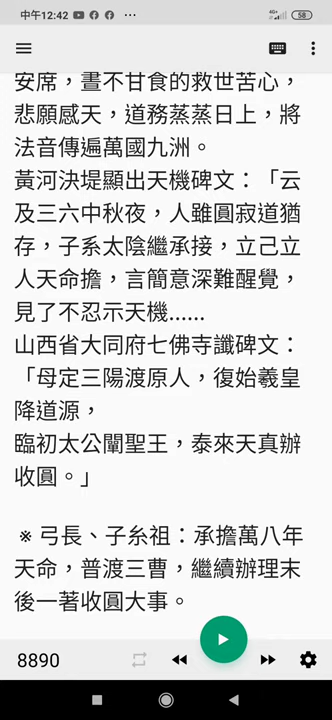 中午12:42
4G+
58
安席，晝不甘食的救世苦心，
悲願感天，道務蒸蒸日上，將
法音傳遍萬國九洲。
黃河決堤顯出天機碑文：「云
及三六中秋夜，人雖圓寂道猶
存，子系太陰繼承接，立己立
人天命擔，言簡意深難醒覺，
見了不忍示天機......
山西省大同府七佛寺讖碑文：
「母定三陽渡原人，復始羲皇
降道源，
臨初太公闡聖王，泰來天真辦
收圓。」
※ 弓長、子糸祖：承擔萬八年
天命，普渡三曹，繼續辦理末
後一著收圓大事。
8890